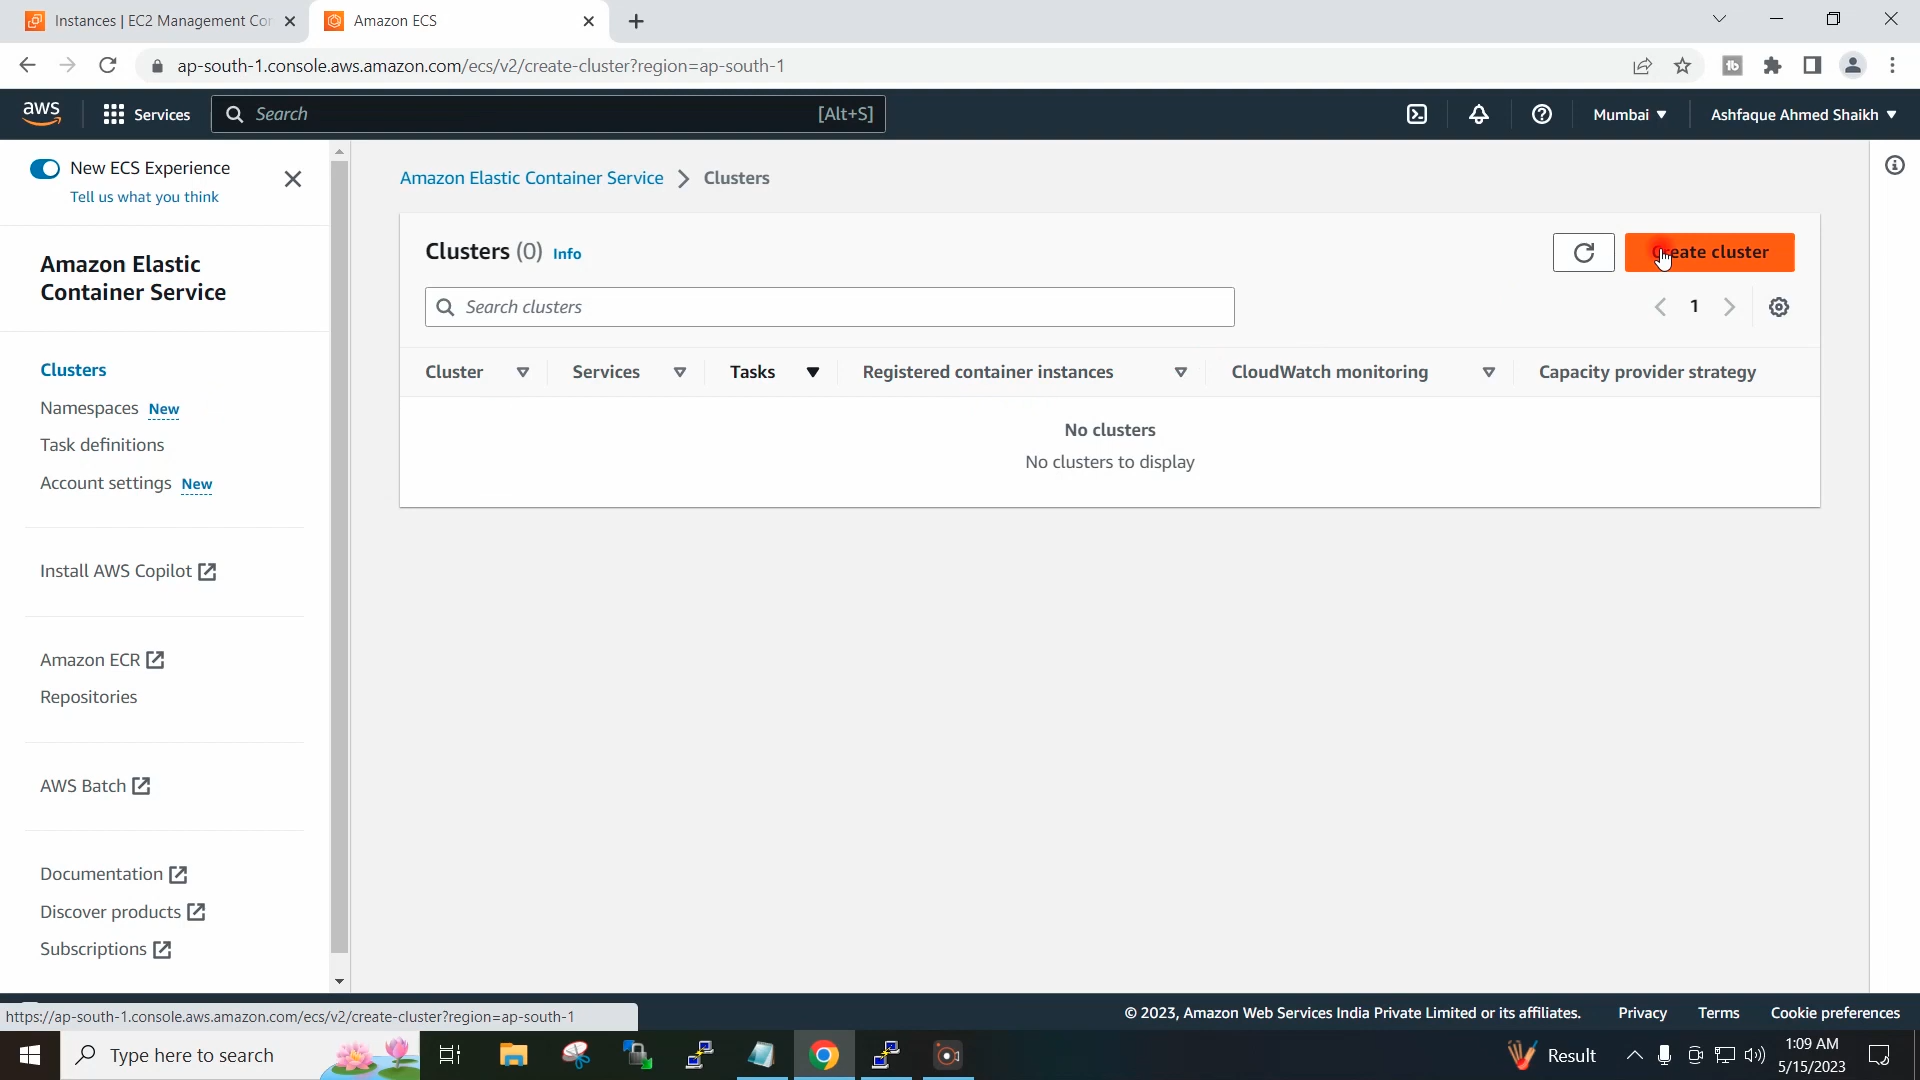 Instances | EC2 Management Con
Amazon ECS
ap-south-1.console.aws.amazon.com/ecs/v2/create-cluster?region=ap-south-1
aws
Services
Search
[Alt+S]
Mumbai
Ashfaque Ahmed Shaikh
New ECS Experience
Tell us what you think
Amazon Elastic
Container Service
Clusters
Namespaces New
Task definitions
Account settings New
Install AWS Copilot
Amazon ECR
Repositories
AWS Batch
Documentation
Discover products
Subscriptions
Amazon Elastic Container Service
Clusters
Clusters (0) Info
Create cluster
Search clusters
1
Cluster
Services
Tasks
Registered container instances
CloudWatch monitoring
Capacity provider strategy
No clusters
No clusters to display
https://ap-south-1.console.aws.amazon.com/ecs/v2/create-cluster?region=ap-south-1
© 2023, Amazon Web Services India Private Limited or its affiliates.
Privacy
Terms
Cookie preferences
Type here to search
Result
1:09 AM
5/15/2023